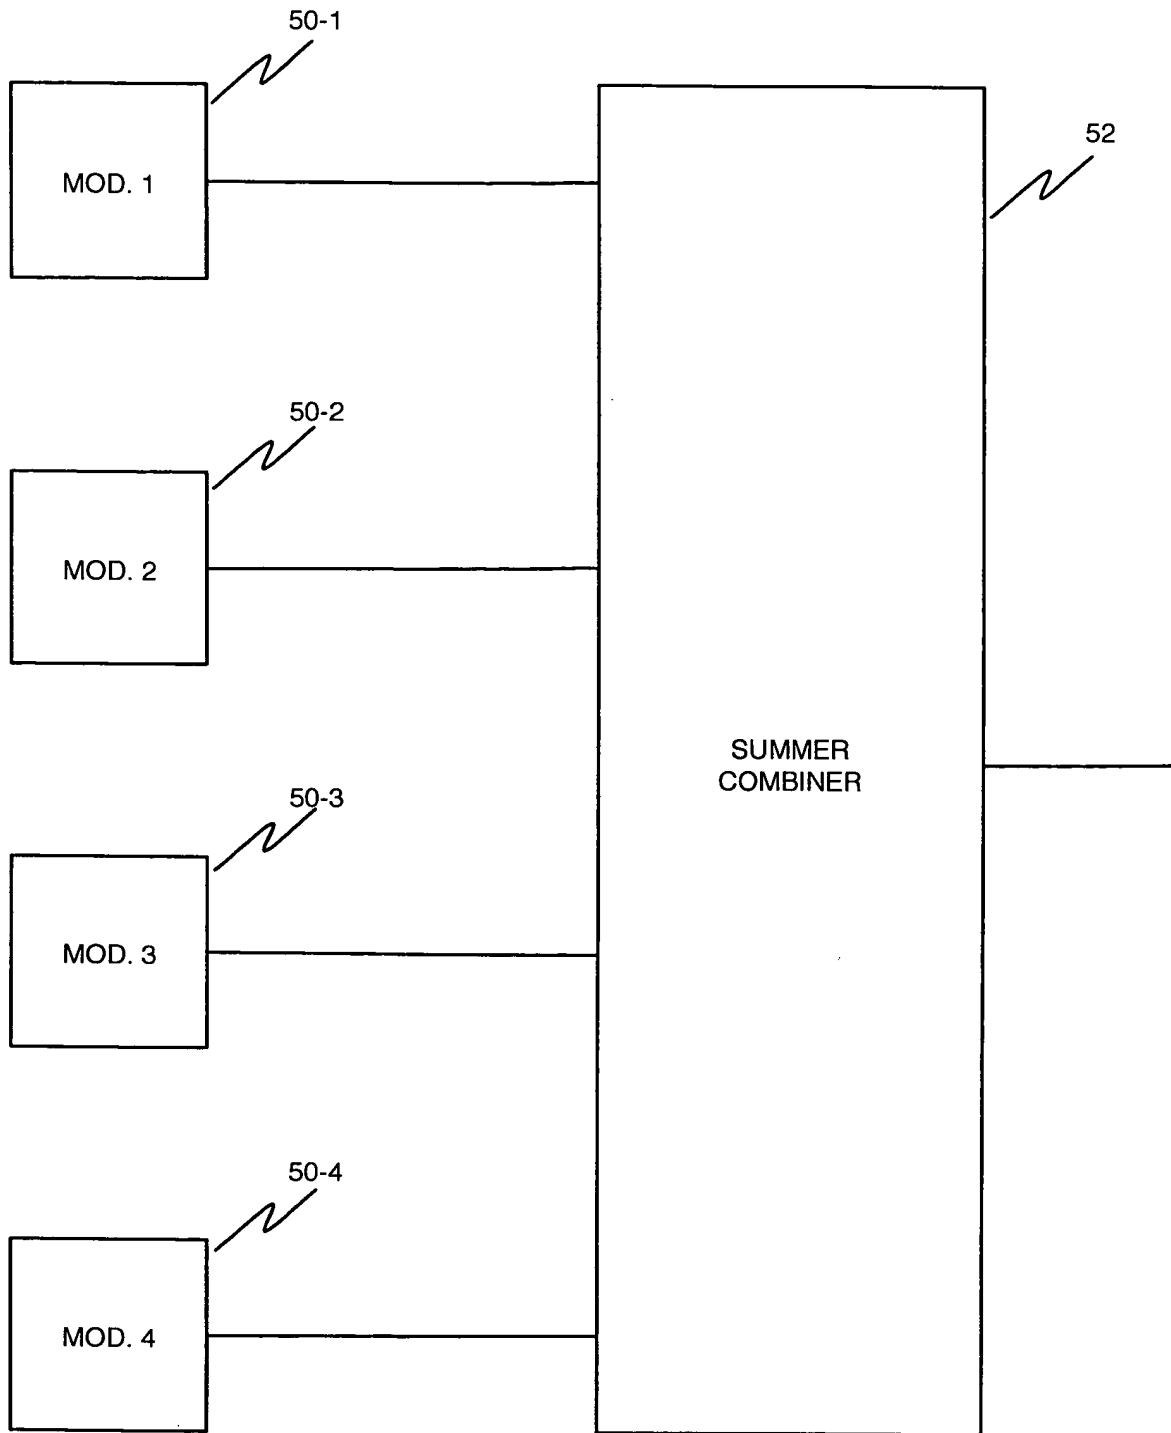 50-1
MOD. 1
52
50-2
MOD. 2
SUMMER
COMBINER
50-3
MOD. 3
50-4
MOD. 4